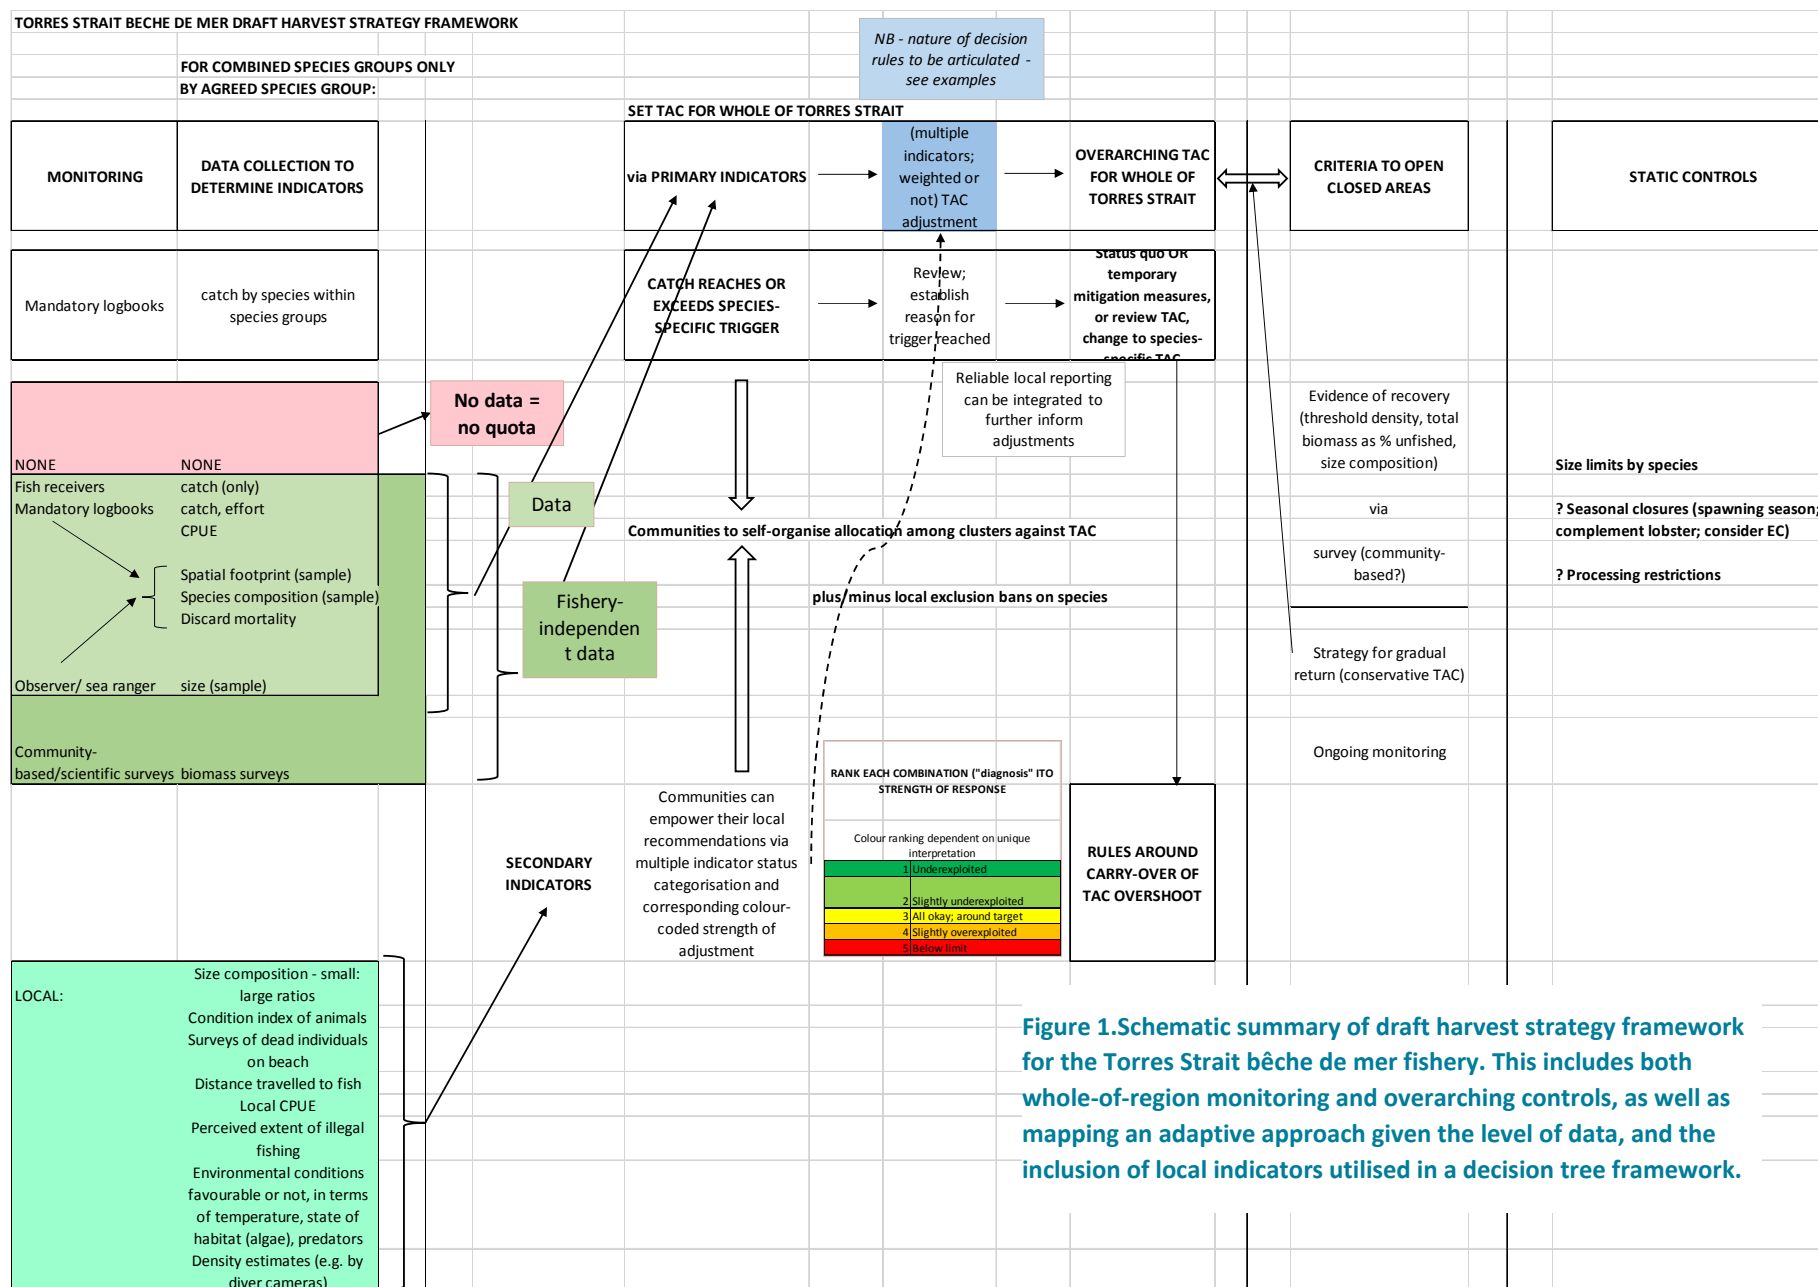 TORRES STRAIT BECHE DE MER DRAFT HARVEST STRATEGY FRAMEWORK
NB - nature of decision
rules to be articulated -
see examples
FOR COMBINED SPECIES GROUPS ONLY
BY AGREED SPECIES GROUP:
SET TAC FOR WHOLE OF TORRES STRAIT
MONITORING
DATA COLLECTION TO
DETERMINE INDICATORS
via PRIMARY INDICATORS
(multiple
indicators;
weighted or
not) TAC
adjustment
OVERARCHING TAC
FOR WHOLE OF
TORRES STRAIT
CRITERIA TO OPEN
CLOSED AREAS
STATIC CONTROLS
Mandatory logbooks
catch by species within
species groups
CATCH REACHES OR
EXCEEDS SPECIES-
SPECIFIC TRIGGER
Review;
establish
reason for
trigger reached
Status quo OR
temporary
mitigation measures,
or review TAC,
change to species-
specific TAC
No data =
no quota
Reliable local reporting
can be integrated to
further inform
adjustments
Evidence of recovery
(threshold density, total
biomass as % unfished,
size composition)
via
survey (community-
based?)
Strategy for gradual
return (conservative TAC)
Ongoing monitoring
Size limits by species
? Seasonal closures (spawning season;
complement lobster; consider EC)
? Processing restrictions
NONE NONE
Fish receivers catch (only)
Mandatory logbooks catch, effort
CPUE
Spatial footprint (sample)
Species composition (sample)
Discard mortality
Observer/ sea ranger size (sample)
Community-
based/scientific surveys biomass surveys
Data
Fishery-
independen
t data
Communities to self-organise allocation among clusters against TAC
plus/minus local exclusion bans on species
Communities can
empower their local
recommendations via
multiple indicator status
categorisation and
corresponding colour-
coded strength of
adjustment
RANK EACH COMBINATION ("diagnosis" ITO
STRENGTH OF RESPONSE
Colour ranking dependent on unique
interpretation
1 Underexploited
2 Slightly underexploited
3 All okay; around target
4 Slightly overexploited
5 Below limit
RULES AROUND
CARRY-OVER OF
TAC OVERSHOOT
SECONDARY
INDICATORS
LOCAL:
Size composition - small:
large ratios
Condition index of animals
Surveys of dead individuals
on beach
Distance travelled to fish
Local CPUE
Perceived extent of illegal
fishing
Environmental conditions
favourable or not, in terms
of temperature, state of
habitat (algae), predators
Density estimates (e.g. by
diver cameras)
Figure 1.Schematic summary of draft harvest strategy framework
for the Torres Strait bêche de mer fishery. This includes both
whole-of-region monitoring and overarching controls, as well as
mapping an adaptive approach given the level of data, and the
inclusion of local indicators utilised in a decision tree framework.